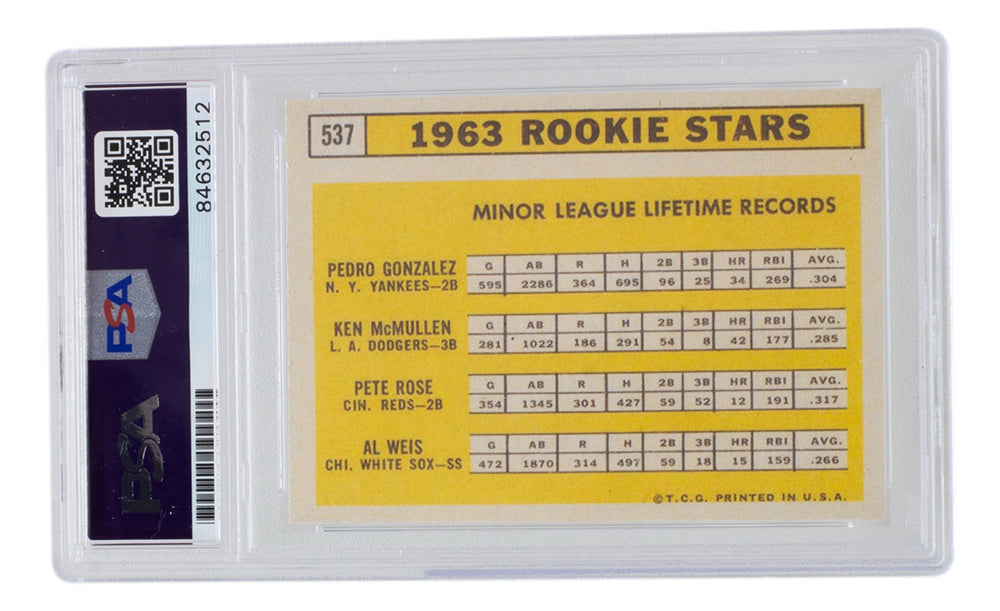 84632512
PSA
PSA
537
1963 ROOKIE STARS
MINOR LEAGUE LIFETIME RECORDS
PEDRO GONZALEZ
N. Y. YANKEES—2B
G AB R H 2B 3B HR RBI AVG.
595 2286 364 695 96 25 34 269 .304
KEN McMULLEN
L. A. DODGERS—3B
G AB R H 2B 3B HR RBI AVG.
281 1022 186 291 54 8 42 177 .285
PETE ROSE
CIN. REDS—2B
G AB R H 2B 3B HR RBI AVG.
354 1345 301 427 59 52 12 191 .317
AL WEIS
CHI. WHITE SOX—SS
G AB R H 2B 3B HR RBI AVG.
472 1870 314 497 59 18 15 159 .266
©T.C.G. PRINTED IN U.S.A.